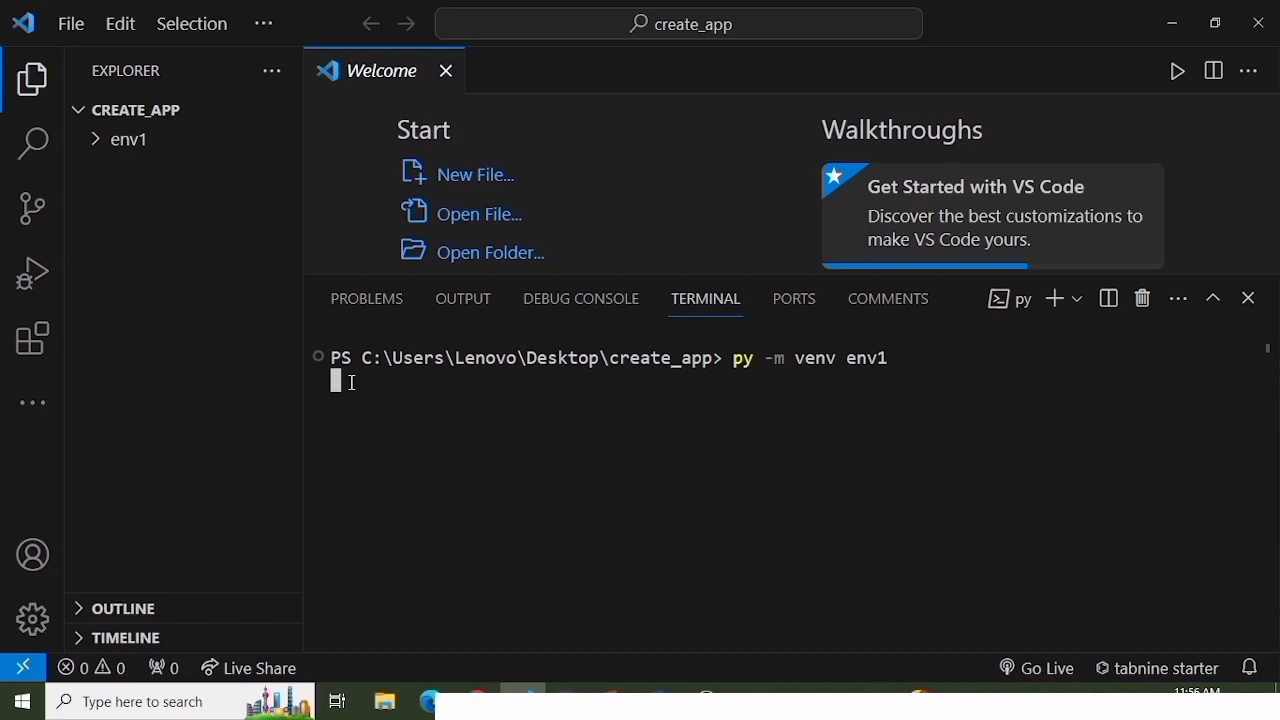 File Edit Selection ···
create_app
EXPLORER
CREATE_APP
env1
Welcome
Start
New File...
Open File...
Open Folder...
Walkthroughs
Get Started with VS Code
Discover the best customizations to
make VS Code yours.
PROBLEMS OUTPUT DEBUG CONSOLE TERMINAL PORTS COMMENTS
py
PS C:\Users\Lenovo\Desktop\create_app> py -m venv env1
OUTLINE
TIMELINE
0 0 0 Live Share
Go Live tabnine starter
Type here to search
11:56 AM